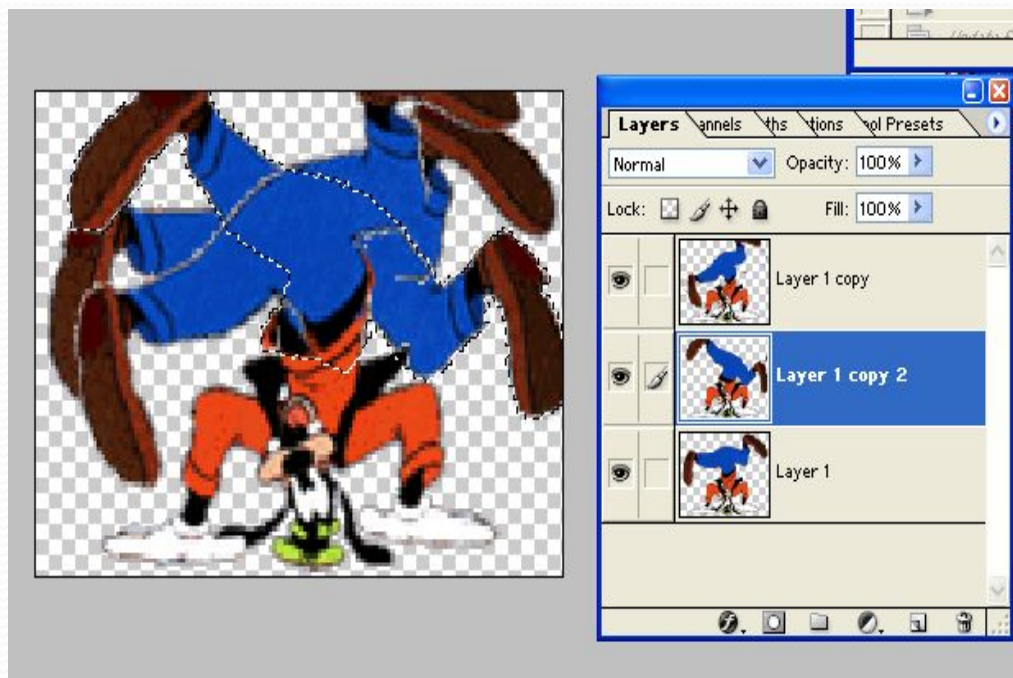 Layers annels ths tions ool Presets
Normal Opacity: 100%
Lock: Fill: 100%
Layer 1 copy
Layer 1 copy 2
Layer 1